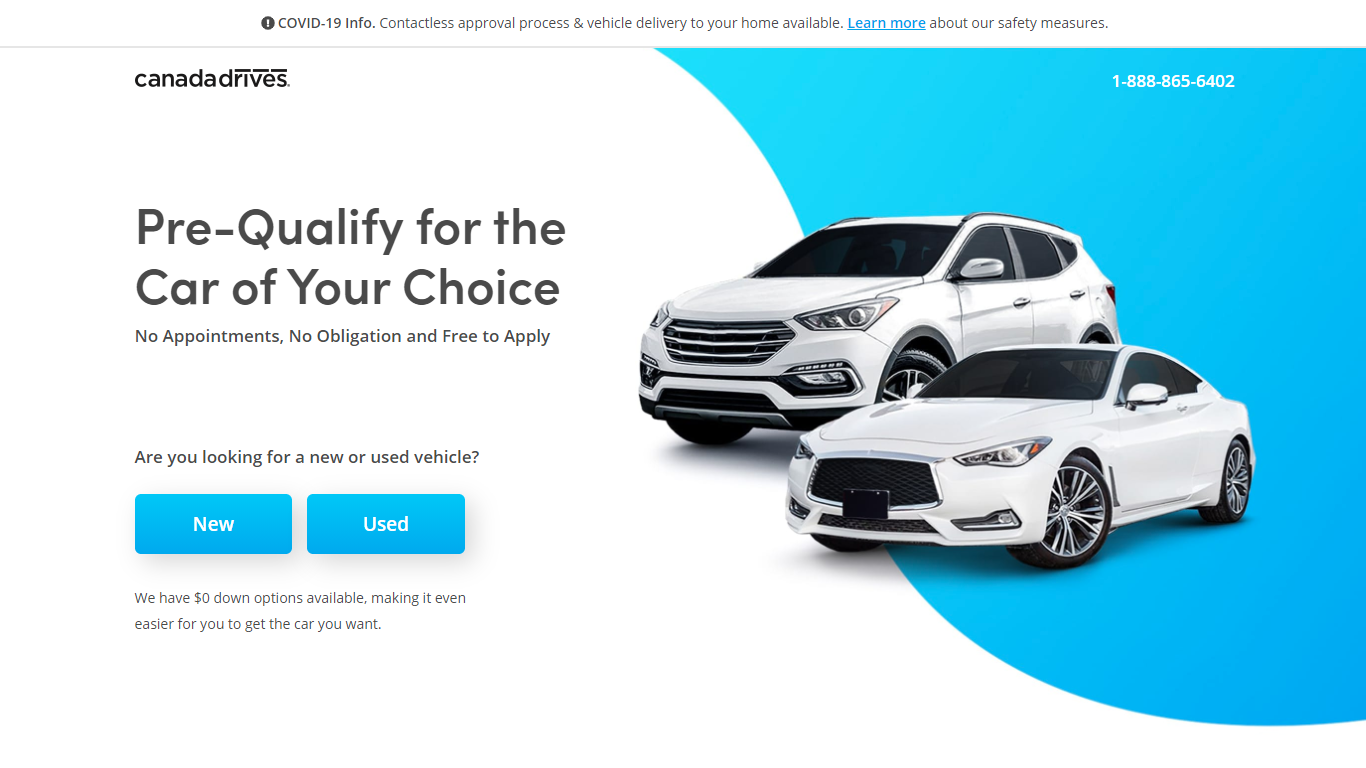 COVID-19 Info. Contactless approval process & vehicle delivery to your home available. Learn more about our safety measures.
canadadrives
1-888-865-6402
Pre-Qualify for the
Car of Your Choice
No Appointments, No Obligation and Free to Apply
Are you looking for a new or used vehicle?
New
Used
We have $0 down options available, making it even
easier for you to get the car you want.